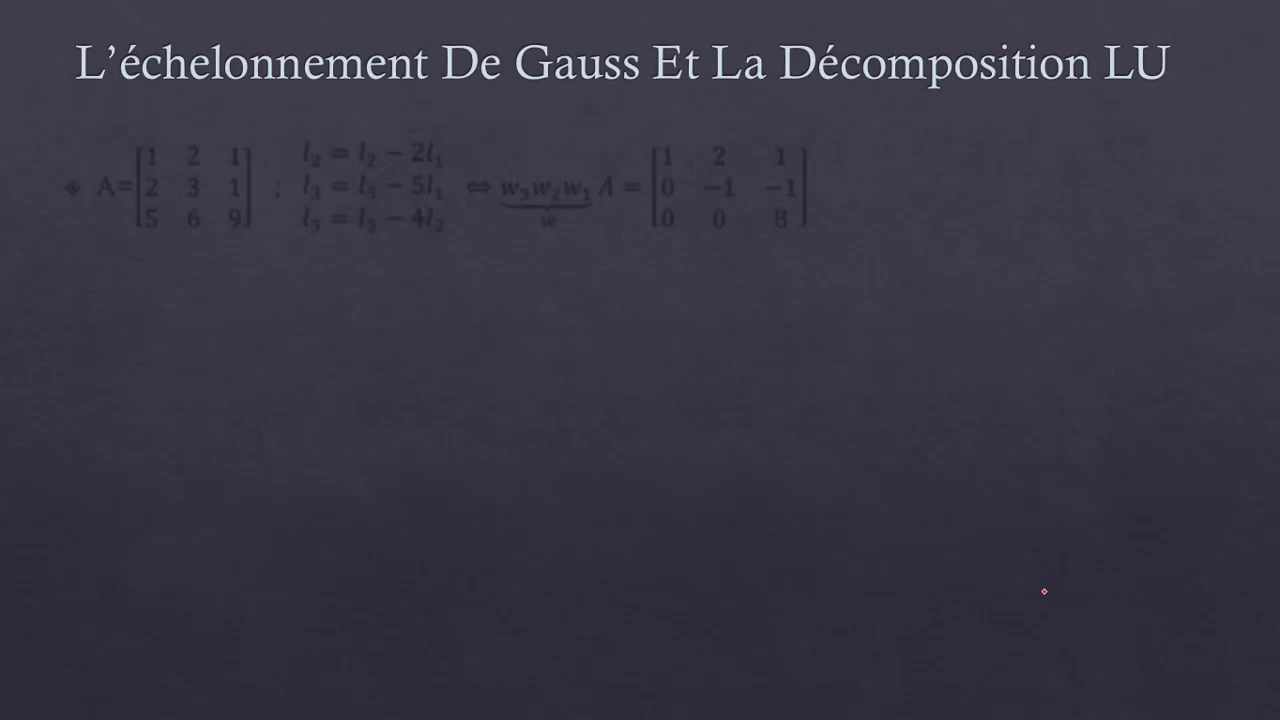 L'échelonnement De Gauss Et La Décomposition LU
A=[1 2 1; 2 3 1; 5 6 9] ; l₂ = l₂ − 2l₁, l₃ = l₃ − 5l₁, l₃ = l₃ − 4l₂ ⇔ w₃w₂w₁ (w) A = [1 2 1; 0 −1 −1; 0 0 8]